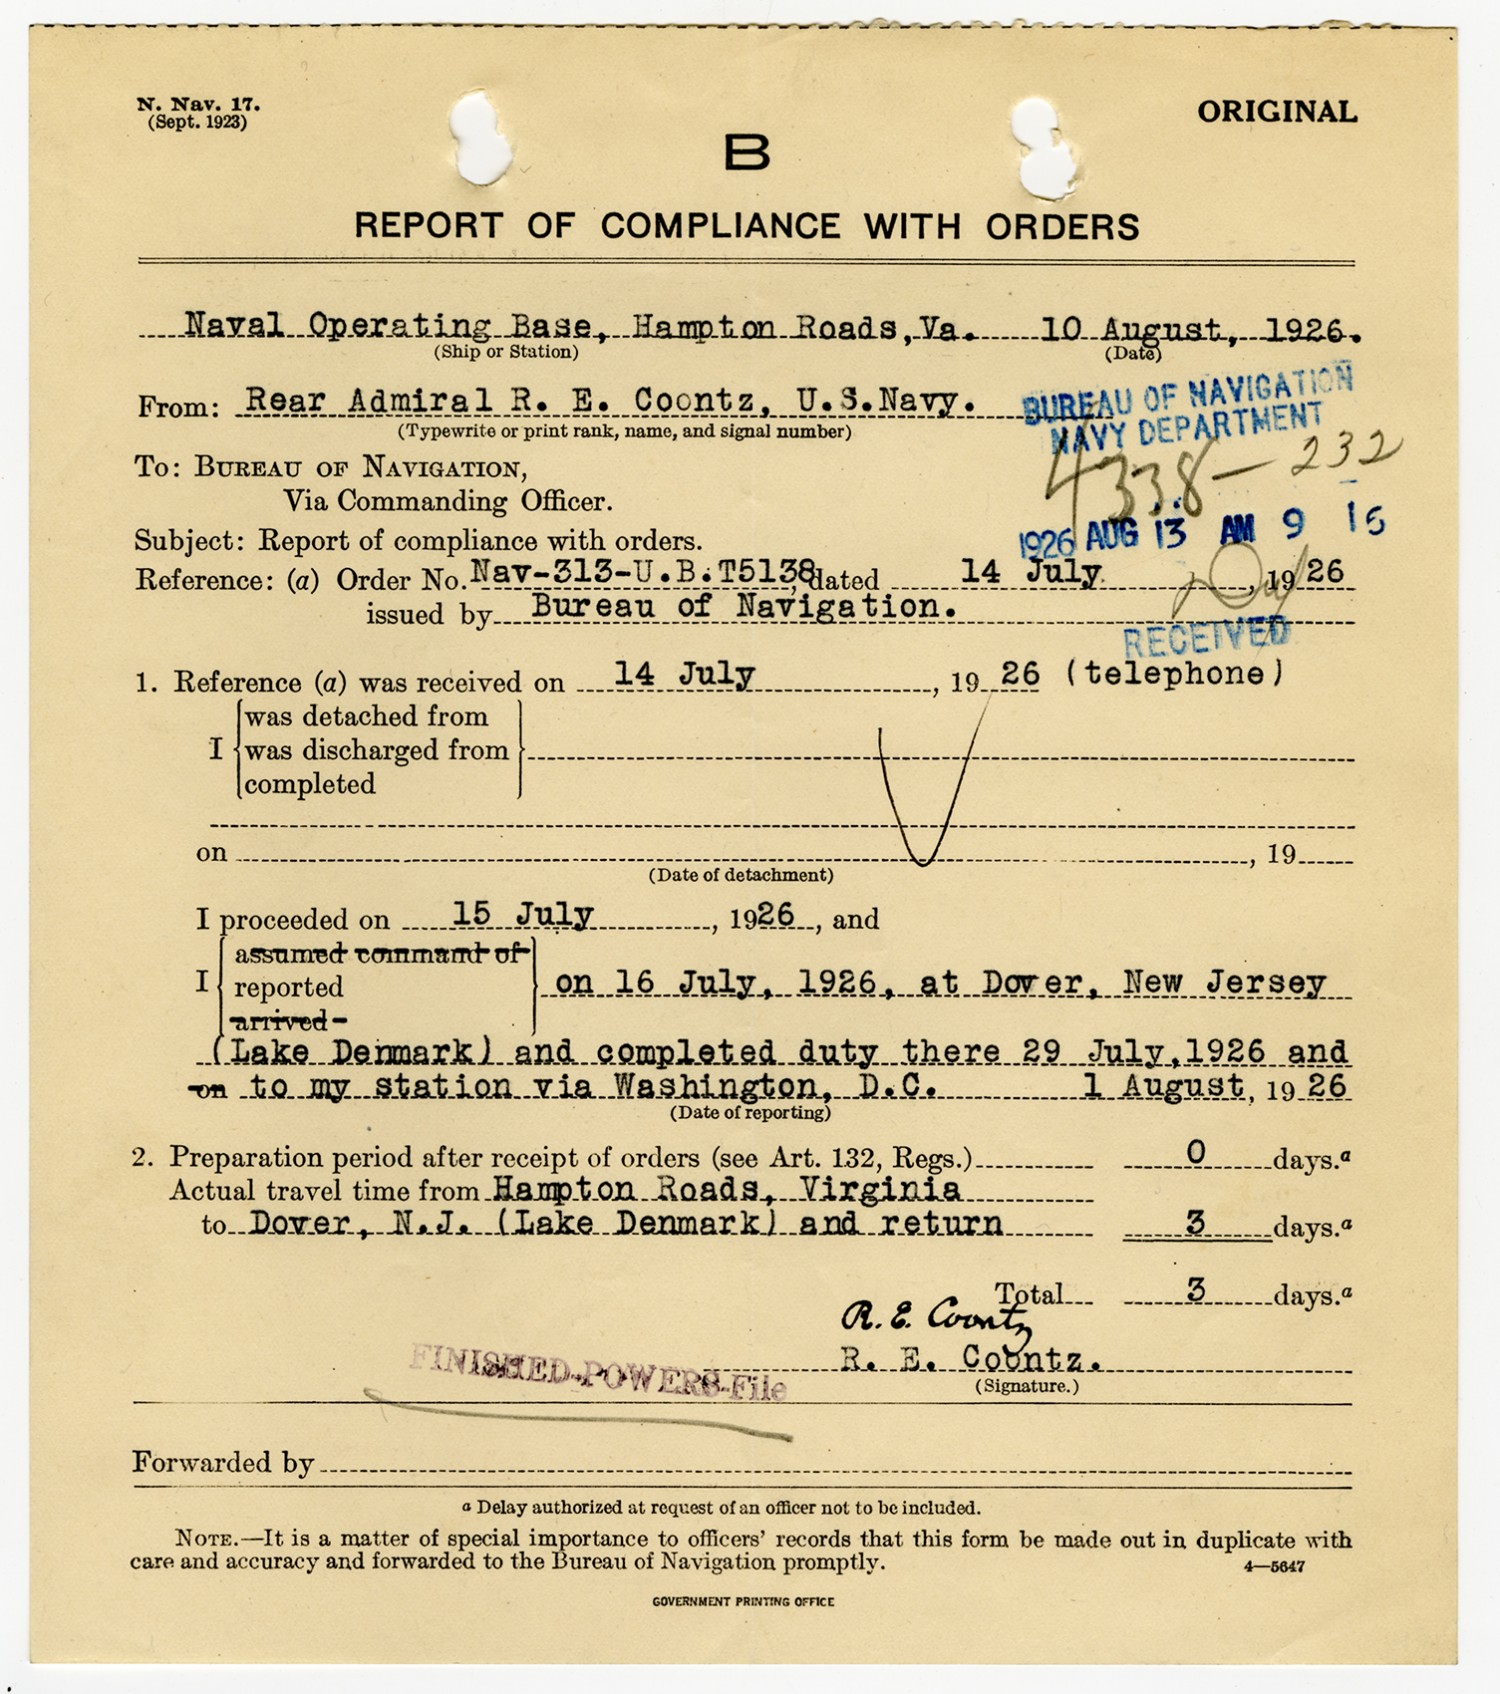 N. Nav. 17.
(Sept. 1923)
ORIGINAL
B
REPORT OF COMPLIANCE WITH ORDERS
Naval Operating Base, Hampton Roads, Va. 10 August, 1926.
(Ship or Station) (Date)
From: Rear Admiral R. E. Coontz, U.S.Navy.
(Typewrite or print rank, name, and signal number)
BUREAU OF NAVIGATION
NAVY DEPARTMENT
4338-232
To: BUREAU OF NAVIGATION,
Via Commanding Officer.
1926 AUG 13 AM 9 15
Subject: Report of compliance with orders.
Reference: (a) Order No. Nav-313-U.B.T5138 dated 14 July, 1926
issued by Bureau of Navigation.
RECEIVED
1. Reference (a) was received on 14 July, 19 26 (telephone)
was detached from
I was discharged from
completed
on , 19
(Date of detachment)
I proceeded on 15 July, 1926, and
assumed command of
I reported on 16 July, 1926, at Dover, New Jersey
arrived
(Lake Denmark) and completed duty there 29 July,1926 and
on to my station via Washington, D.C. 1 August, 19 26
(Date of reporting)
2. Preparation period after receipt of orders (see Art. 132, Regs.) 0 days.a
Actual travel time from Hampton Roads, Virginia
to Dover, N.J. (Lake Denmark) and return 3 days.a
Total 3 days.a
R. E. Coontz
R. E. Coontz.
(Signature.)
FINISHED-POWERS-File
Forwarded by
a Delay authorized at request of an officer not to be included.
NOTE.—It is a matter of special importance to officers' records that this form be made out in duplicate with
care and accuracy and forwarded to the Bureau of Navigation promptly.
4—5647
GOVERNMENT PRINTING OFFICE